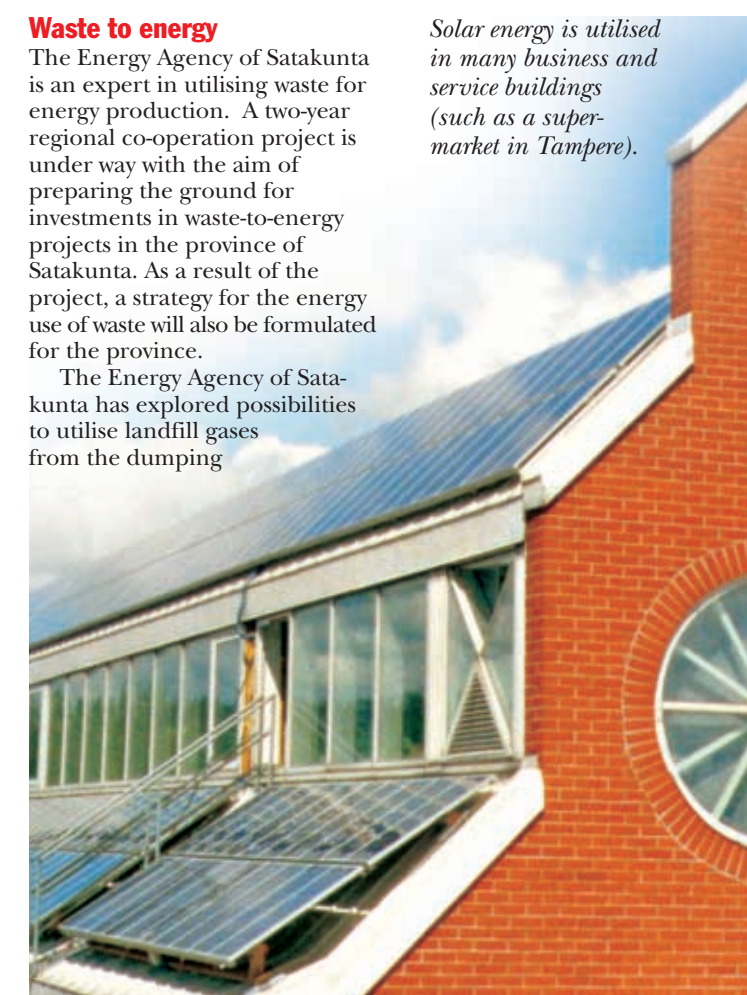 Waste to energy
The Energy Agency of Satakunta
is an expert in utilising waste for
energy production.  A two-year
regional co-operation project is
under way with the aim of
preparing the ground for
investments in waste-to-energy
projects in the province of
Satakunta. As a result of the
project, a strategy for the energy
use of waste will also be formulated
for the province.
The Energy Agency of Sata-
kunta has explored possibilities
to utilise landfill gases
from the dumping
Solar energy is utilised
in many business and
service buildings
(such as a super-
market in Tampere).